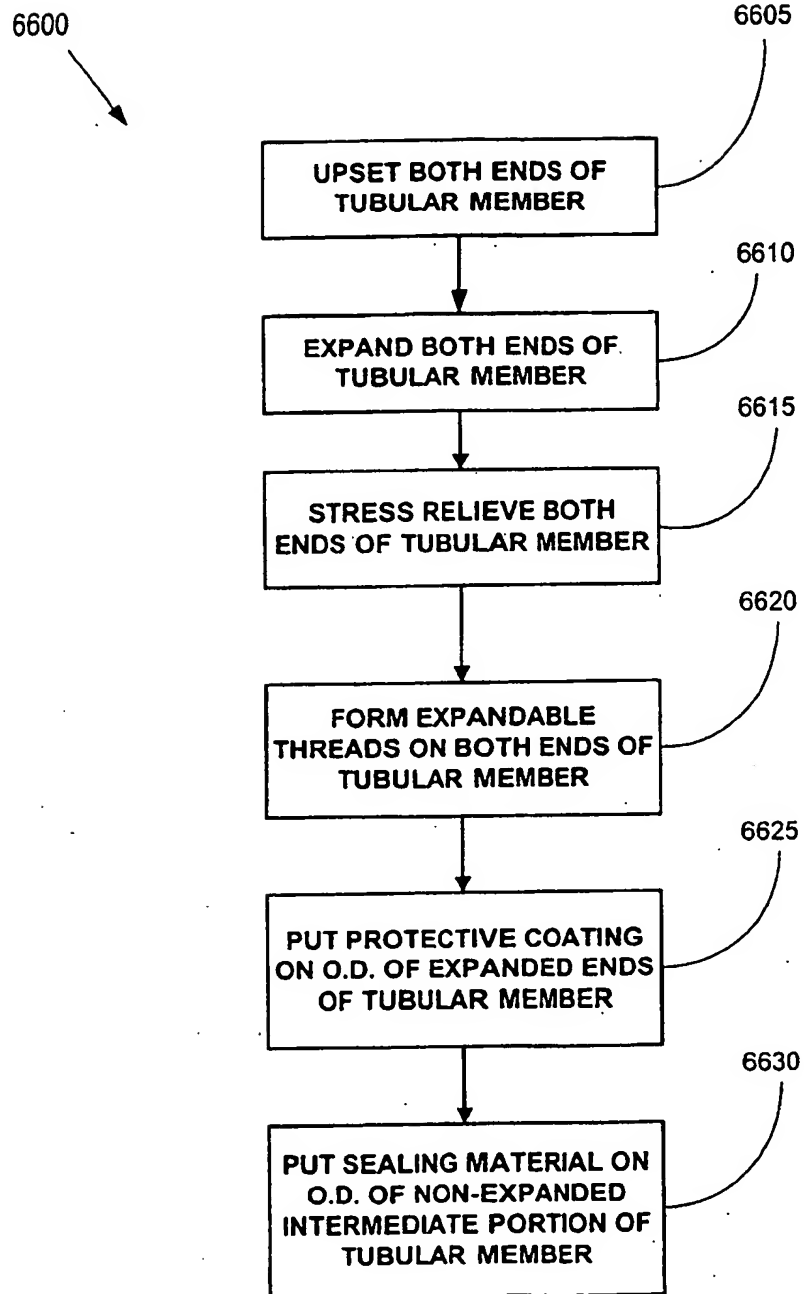 6600
6605
UPSET BOTH ENDS OF
TUBULAR MEMBER
6610
EXPAND BOTH ENDS OF
TUBULAR MEMBER
6615
STRESS RELIEVE BOTH
ENDS OF TUBULAR MEMBER
6620
FORM EXPANDABLE
THREADS ON BOTH ENDS OF
TUBULAR MEMBER
6625
PUT PROTECTIVE COATING
ON O.D. OF EXPANDED ENDS
OF TUBULAR MEMBER
6630
PUT SEALING MATERIAL ON
O.D. OF NON-EXPANDED
INTERMEDIATE PORTION OF
TUBULAR MEMBER